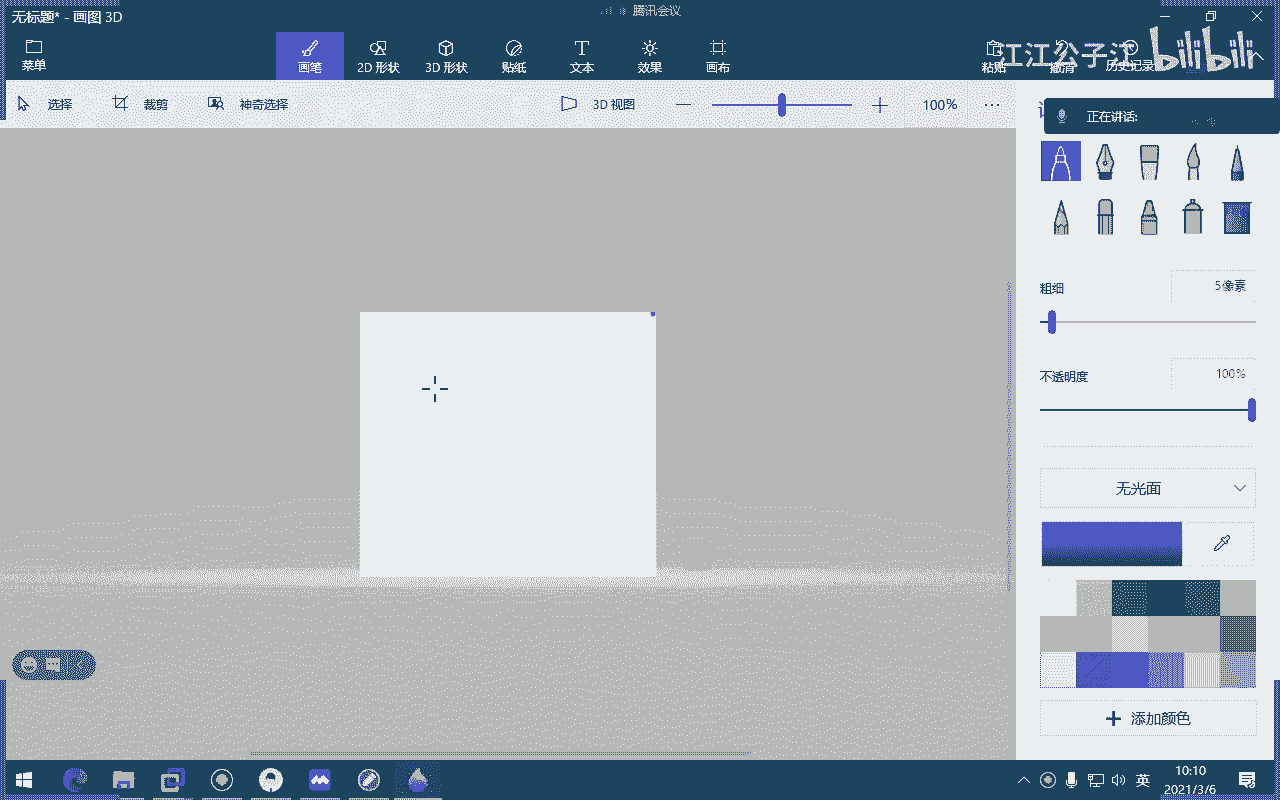 无标题* - 画图 3D
腾讯会议
菜单
画笔
2D 形状
3D 形状
贴纸
文本
效果
画布
粘贴
历史记录
江江公子江
bilibili
选择
裁剪
神奇选择
3D 视图
100%
正在讲话:
粗细
5像素
不透明度
100%
无光面
添加颜色
英
10:10
2021/3/6